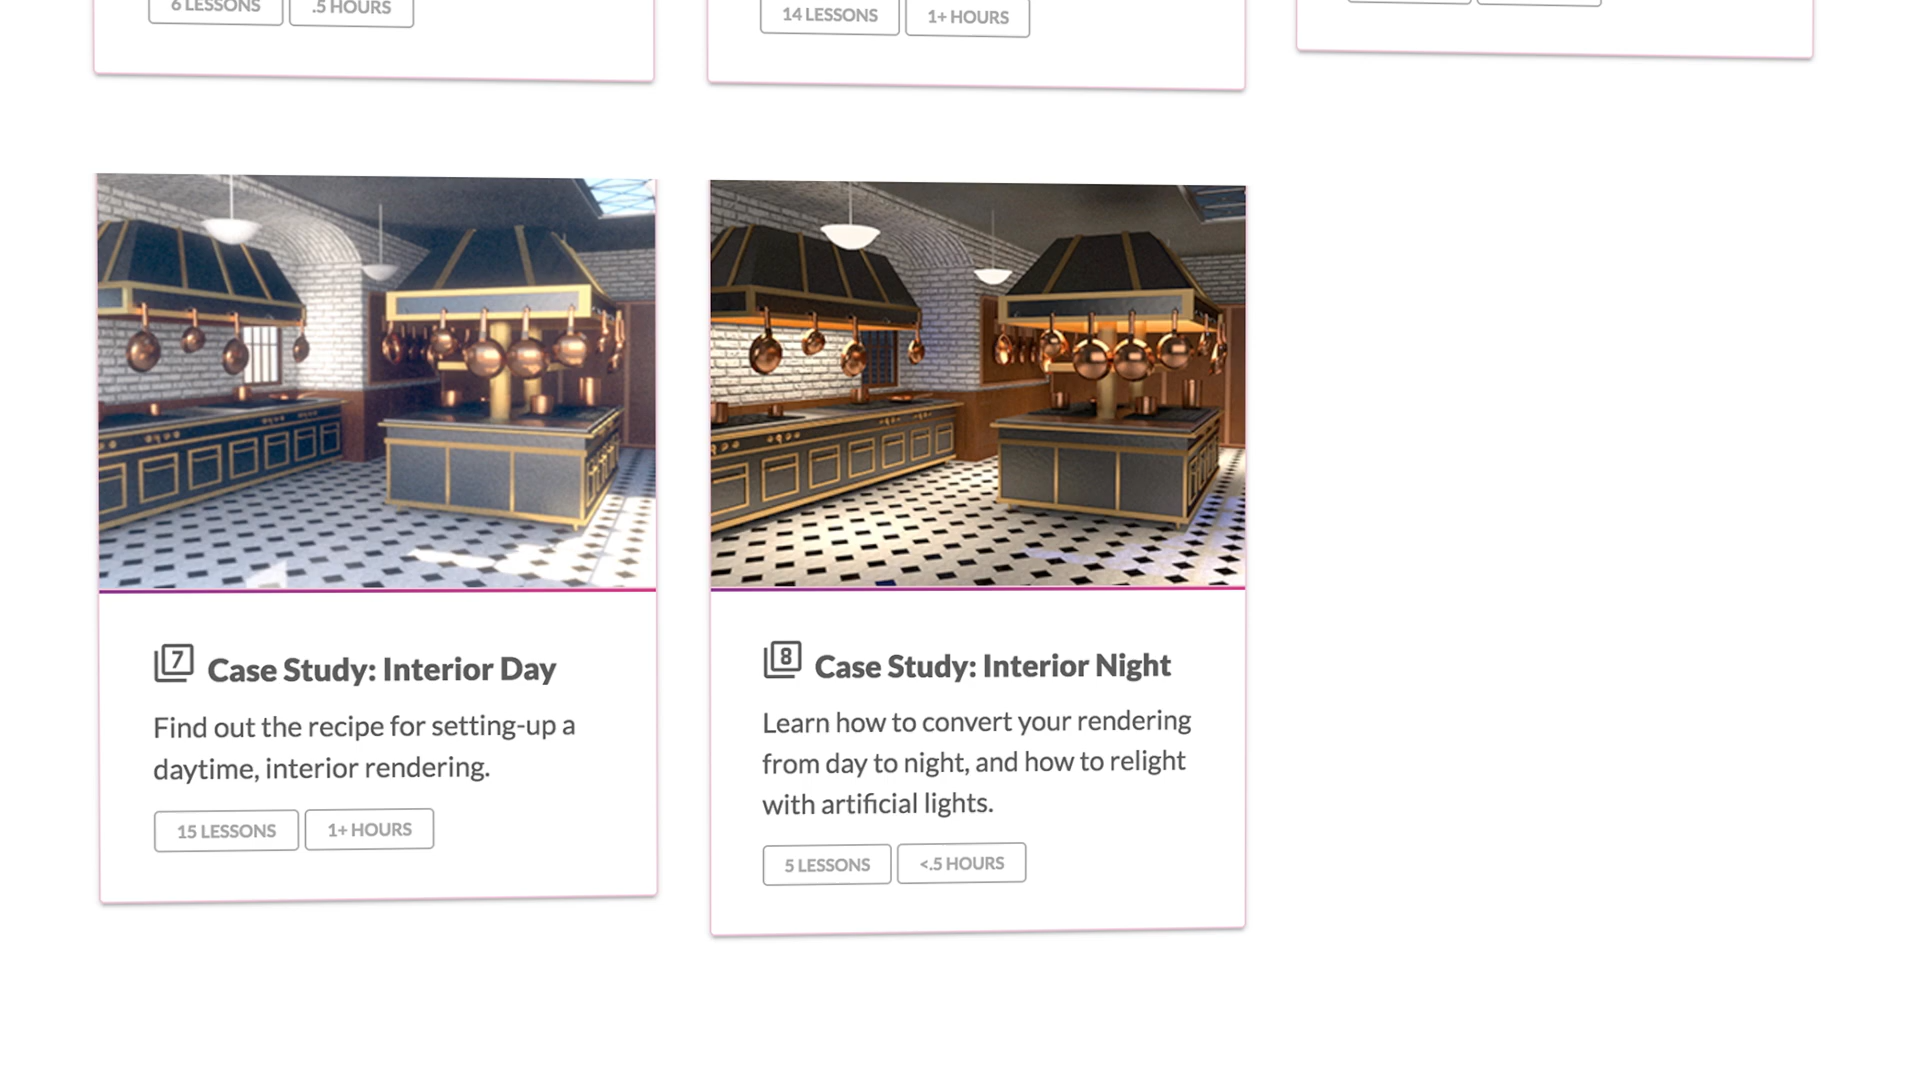 6 LESSONS
.5 HOURS
14 LESSONS
1+ HOURS
7
Case Study: Interior Day
Find out the recipe for setting-up a
daytime, interior rendering.
15 LESSONS
1+ HOURS
8
Case Study: Interior Night
Learn how to convert your rendering
from day to night, and how to relight
with artificial lights.
5 LESSONS
<.5 HOURS